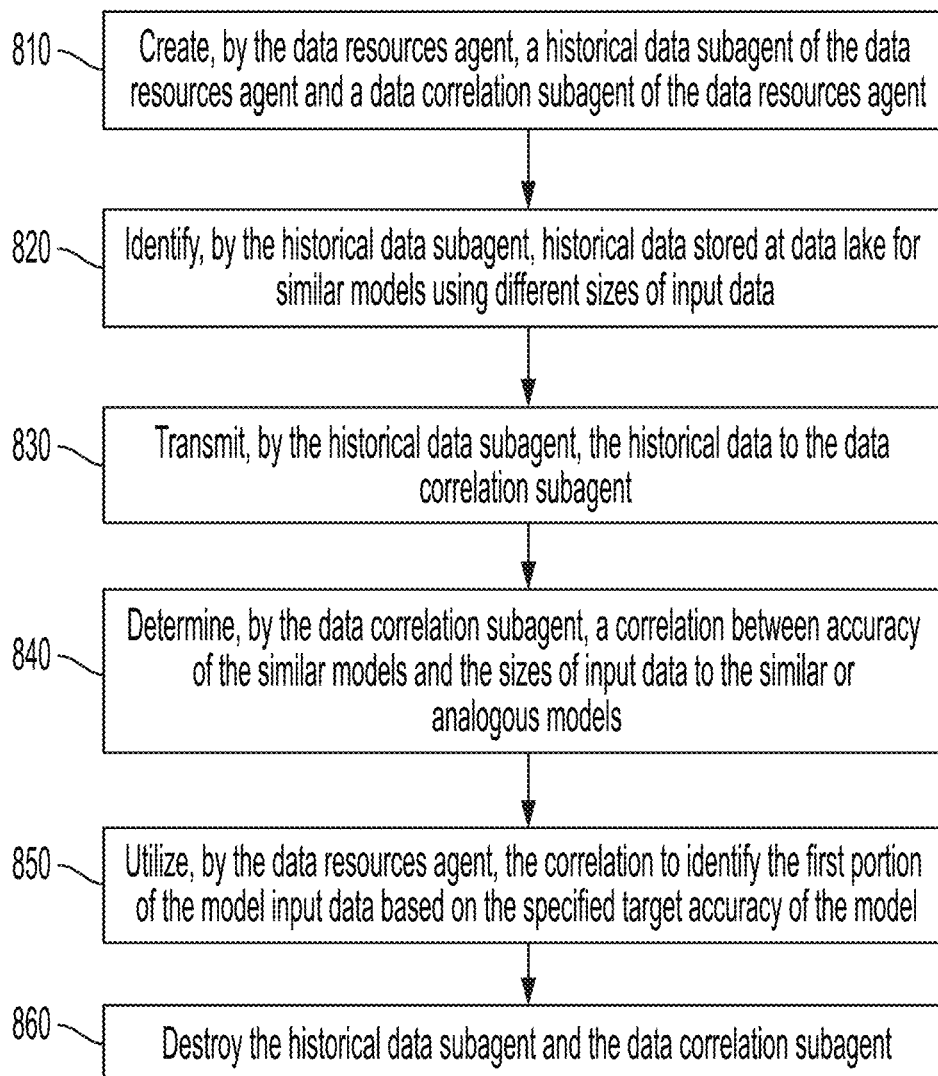 810
Create, by the data resources agent, a historical data subagent of the data
resources agent and a data correlation subagent of the data resources agent
820
Identify, by the historical data subagent, historical data stored at data lake for
similar models using different sizes of input data
830
Transmit, by the historical data subagent, the historical data to the data
correlation subagent
840
Determine, by the data correlation subagent, a correlation between accuracy
of the similar models and the sizes of input data to the similar or
analogous models
850
Utilize, by the data resources agent, the correlation to identify the first portion
of the model input data based on the specified target accuracy of the model
860
Destroy the historical data subagent and the data correlation subagent